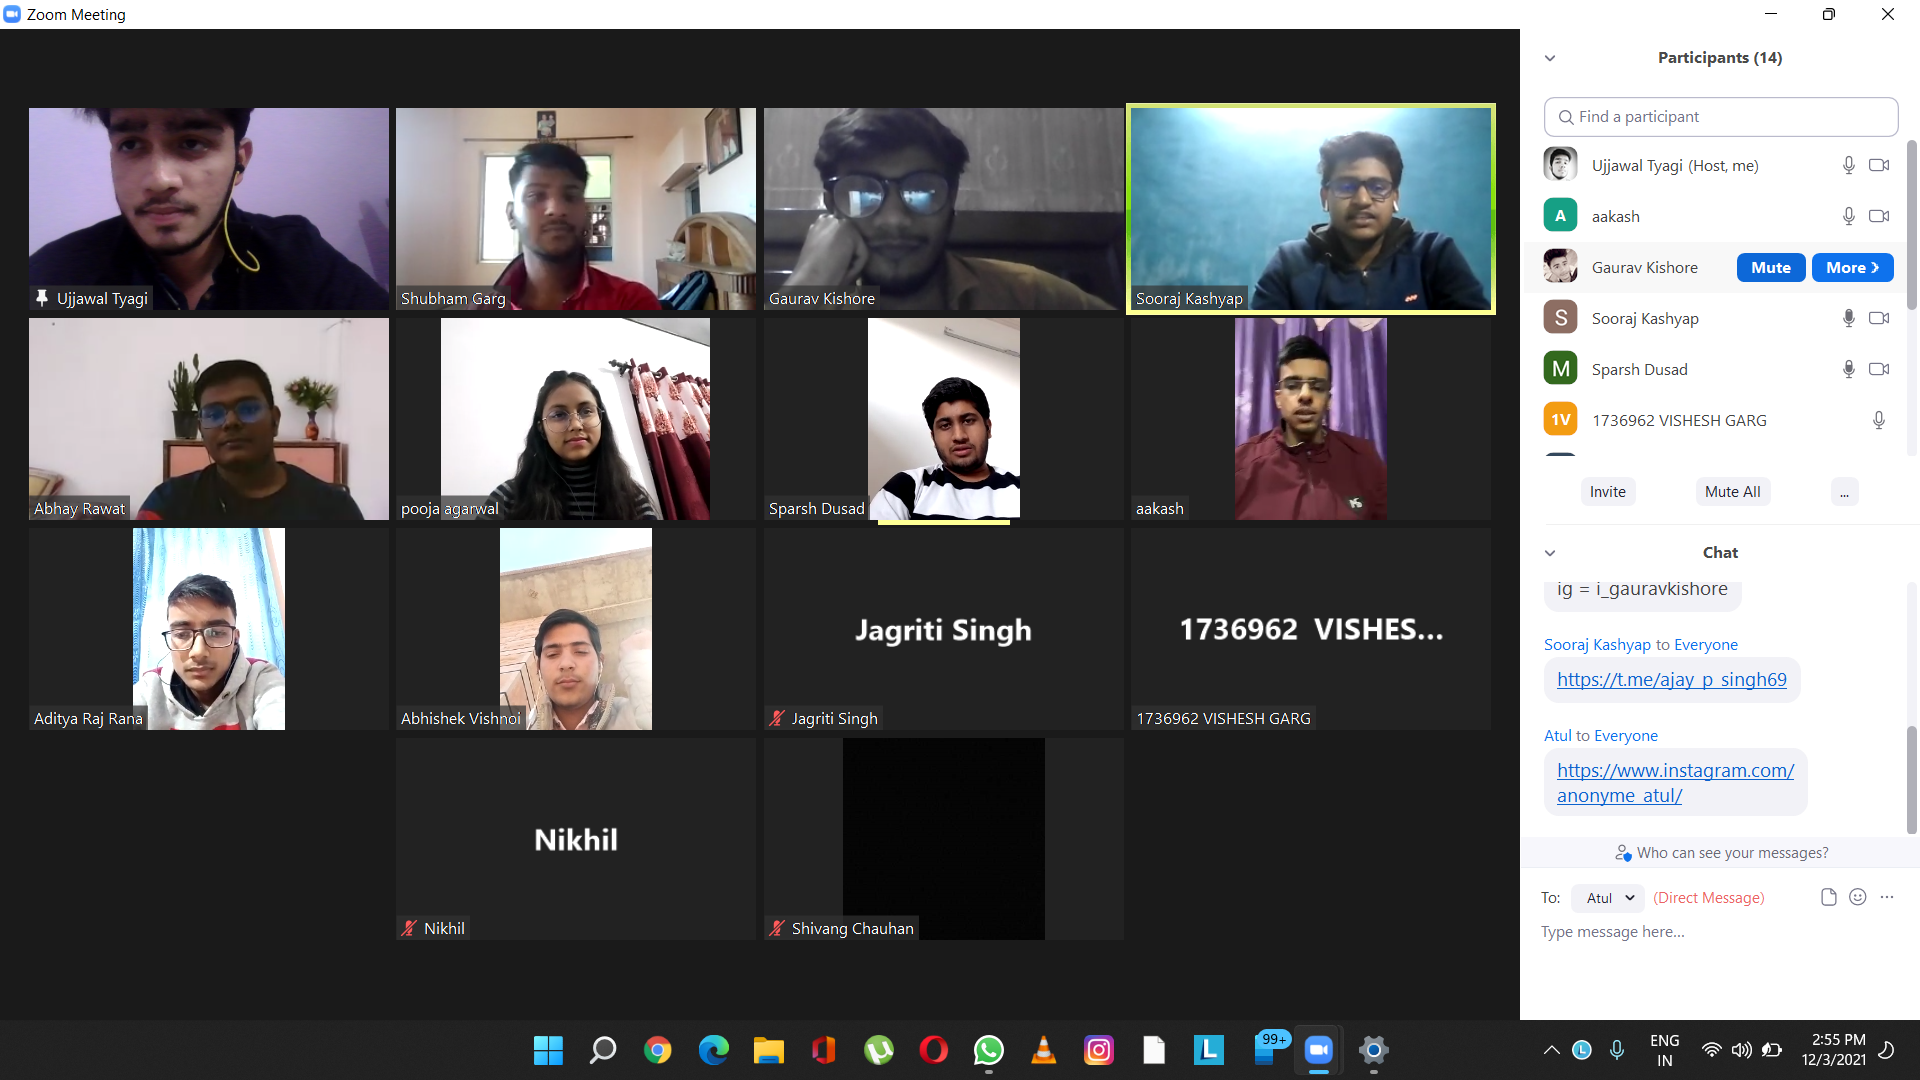 Zoom Meeting
Ujjawal Tyagi
Shubham Garg
Gaurav Kishore
Sooraj Kashyap
Abhay Rawat
pooja agarwal
Sparsh Dusad
aakash
Aditya Raj Rana
Abhishek Vishnoi
Jagriti Singh
Jagriti Singh
1736962 VISHES...
1736962 VISHESH GARG
Nikhil
Nikhil
Shivang Chauhan
Participants (14)
Find a participant
Ujjawal Tyagi (Host, me)
A aakash
Gaurav Kishore Mute More
S Sooraj Kashyap
M Sparsh Dusad
1V 1736962 VISHESH GARG
Invite Mute All ...
Chat
ig = i_gauravkishore
Sooraj Kashyap to Everyone
https://t.me/ajay_p_singh69
Atul to Everyone
https://www.instagram.com/
anonyme_atul/
Who can see your messages?
To: Atul (Direct Message)
Type message here...
L
99+
L
ENG
IN
2:55 PM
12/3/2021